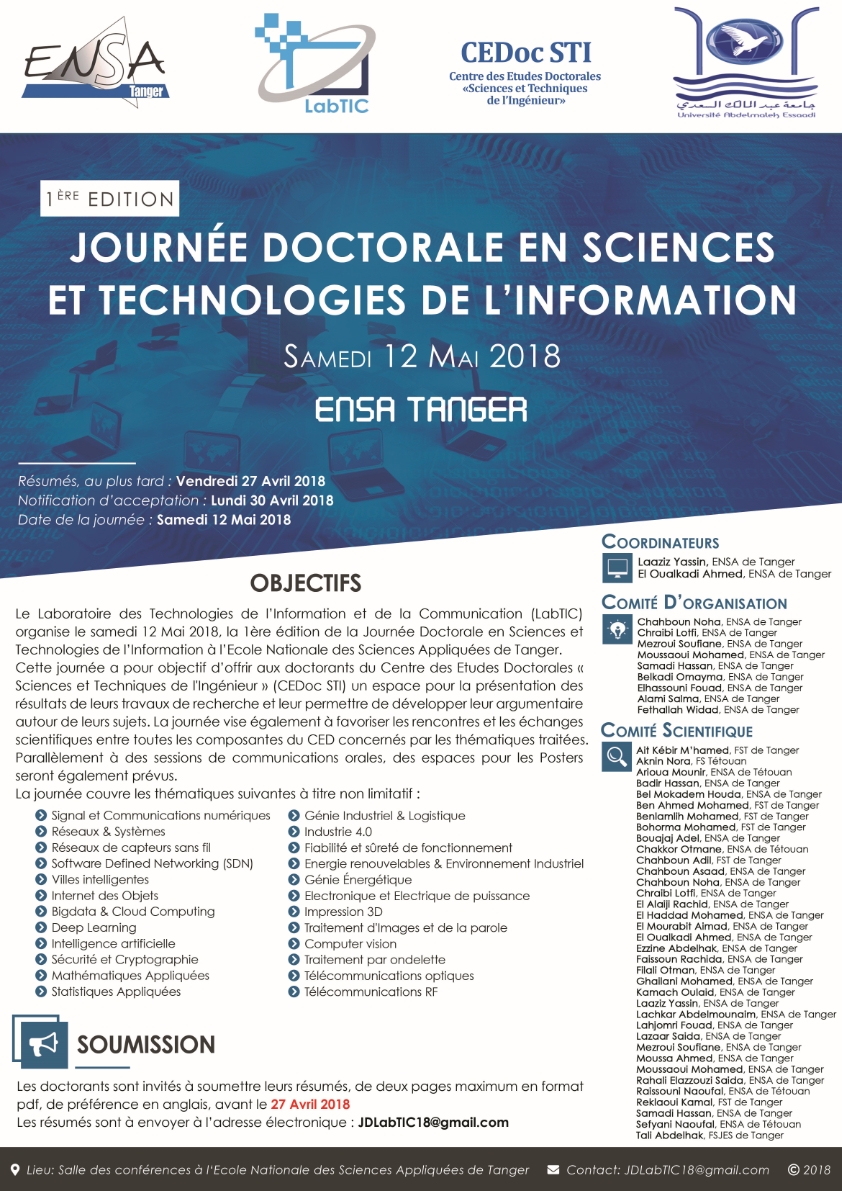 ENSA
Tanger
LabTIC
CEDoc STI
Centre des Etudes Doctorales
«Sciences et Techniques
de l'Ingénieur»
جامعة عبد المالك السعدي
Université Abdelmalek Essaadi
1ÈRE EDITION
JOURNÉE DOCTORALE EN SCIENCES
ET TECHNOLOGIES DE L'INFORMATION
SAMEDI 12 MAI 2018
ENSA TANGER
Résumés, au plus tard : Vendredi 27 Avril 2018
Notification d'acceptation : Lundi 30 Avril 2018
Date de la journée : Samedi 12 Mai 2018
OBJECTIFS
Le Laboratoire des Technologies de l'Information et de la Communication (LabTIC)
organise le samedi 12 Mai 2018, la 1ère édition de la Journée Doctorale en Sciences et
Technologies de l'Information à l'Ecole Nationale des Sciences Appliquées de Tanger.
Cette journée a pour objectif d'offrir aux doctorants du Centre des Etudes Doctorales «
Sciences et Techniques de l'Ingénieur » (CEDoc STI) un espace pour la présentation des
résultats de leurs travaux de recherche et leur permettre de développer leur argumentaire
autour de leurs sujets. La journée vise également à favoriser les rencontres et les échanges
scientifiques entre toutes les composantes du CED concernés par les thématiques traitées.
Parallèlement à des sessions de communications orales, des espaces pour les Posters
seront également prévus.
La journée couvre les thématiques suivantes à titre non limitatif :
Signal et Communications numériques
Réseaux & Systèmes
Réseaux de capteurs sans fil
Software Defined Networking (SDN)
Villes intelligentes
Internet des Objets
Bigdata & Cloud Computing
Deep Learning
Intelligence artificielle
Sécurité et Cryptographie
Mathématiques Appliquées
Statistiques Appliquées
Génie Industriel & Logistique
Industrie 4.0
Fiabilité et sûreté de fonctionnement
Energie renouvelables & Environnement Industriel
Génie Énergétique
Electronique et Electrique de puissance
Impression 3D
Traitement d'Images et de la parole
Computer vision
Traitement par ondelette
Télécommunications optiques
Télécommunications RF
SOUMISSION
Les doctorants sont invités à soumettre leurs résumés, de deux pages maximum en format
pdf, de préférence en anglais, avant le 27 Avril 2018
Les résumés sont à envoyer à l'adresse électronique : JDLabTIC18@gmail.com
COORDINATEURS
Laaziz Yassin, ENSA de Tanger
El Oualkadi Ahmed, ENSA de Tanger
COMITÉ D'ORGANISATION
Chahboun Noha, ENSA de Tanger
Chraibi Lotfi, ENSA de Tanger
Mezroui Soufiane, ENSA de Tanger
Moussaoui Mohamed, ENSA de Tanger
Samadi Hassan, ENSA de Tanger
Belkadi Omayma, ENSA de Tanger
Elhassouni Fouad, ENSA de Tanger
Alami Salma, ENSA de Tanger
Fethallah Widad, ENSA de Tanger
COMITÉ SCIENTIFIQUE
Ait Kébir M'hamed, FST de Tanger
Aknin Nora, FS Tétouan
Arioua Mounir, ENSA de Tétouan
Badir Hassan, ENSA de Tanger
Bel Mokadem Houda, ENSA de Tanger
Ben Ahmed Mohamed, FST de Tanger
Benlamlih Mohamed, FST de Tanger
Bohorma Mohamed, FST de Tanger
Bouajaj Adel, ENSA de Tanger
Chakkor Otmane, ENSA de Tétouan
Chahboun Adil, FST de Tanger
Chahboun Asaad, ENSA de Tanger
Chahboun Noha, ENSA de Tanger
Chraibi Lotfi, ENSA de Tanger
El Alaiji Rachid, ENSA de Tanger
El Haddad Mohamed, ENSA de Tanger
El Mourabit Aimad, ENSA de Tanger
El Oualkadi Ahmed, ENSA de Tanger
Ezzine Abdelhak, ENSA de Tanger
Faissoun Rachida, ENSA de Tanger
Filali Otman, ENSA de Tanger
Ghailani Mohamed, ENSA de Tanger
Kamach Oulaid, ENSA de Tanger
Laaziz Yassin, ENSA de Tanger
Lachkar Abdelmounaim, ENSA de Tanger
Lahjomri Fouad, ENSA de Tanger
Lazaar Saida, ENSA de Tanger
Mezroui Soufiane, ENSA de Tanger
Moussa Ahmed, ENSA de Tanger
Moussaoui Mohamed, ENSA de Tanger
Rahali Elazzouzi Saida, ENSA de Tanger
Raissouni Naoufal, ENSA de Tétouan
Reklaoui Kamal, FST de Tanger
Samadi Hassan, ENSA de Tanger
Sefyani Naoufal, ENSA de Tétouan
Tali Abdelhak, FSJES de Tanger
Lieu: Salle des conférences à l'Ecole Nationale des Sciences Appliquées de Tanger
Contact: JDLabTIC18@gmail.com
© 2018